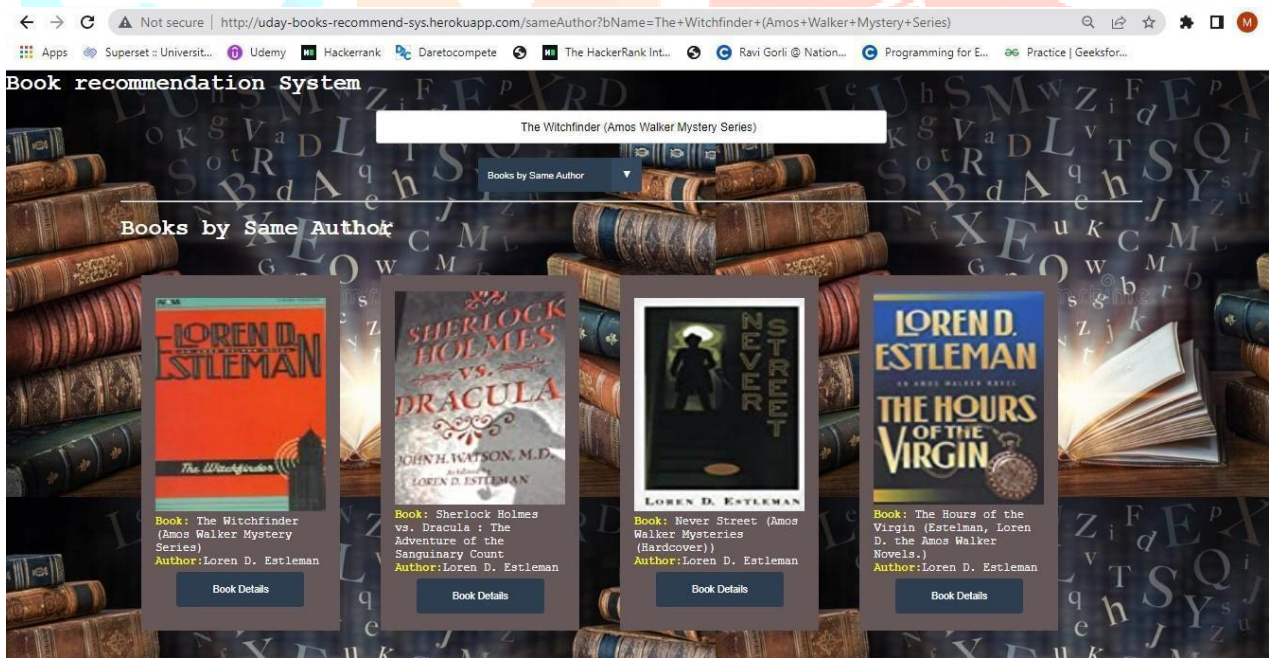 Not secure | http://uday-books-recommend-sys.herokuapp.com/sameAuthor?bName=The+Witchfinder+(Amos+Walker+Mystery+Series)
M
Apps Superset :: Universit... Udemy Hackerrank Daretocompete The HackerRank Int... Ravi Gorli @ Nation... Programming for E... Practice | Geeksfor...
Book recommendation System
The Witchfinder (Amos Walker Mystery Series)
Books by Same Author ▼
Books by Same Author
LOREN D.
ESTLEMAN
The Witchfinder
Book: The Witchfinder
(Amos Walker Mystery
Series)
Author:Loren D. Estleman
Book Details
SHERLOCK
HOLMES
VS.
DRACULA
JOHN H. WATSON, M.D.
LOREN D. ESTLEMAN
Book: Sherlock Holmes
vs. Dracula : The
Adventure of the
Sanguinary Count
Author:Loren D. Estleman
Book Details
NEVER
STREET
LOREN D. ESTLEMAN
Book: Never Street (Amos
Walker Mysteries
(Hardcover))
Author:Loren D. Estleman
Book Details
LOREN D.
ESTLEMAN
AN AMOS WALKER NOVEL
THE HOURS
OF THE
VIRGIN
Book: The Hours of the
Virgin (Estelman, Loren
D. the Amos Walker
Novels.)
Author:Loren D. Estleman
Book Details